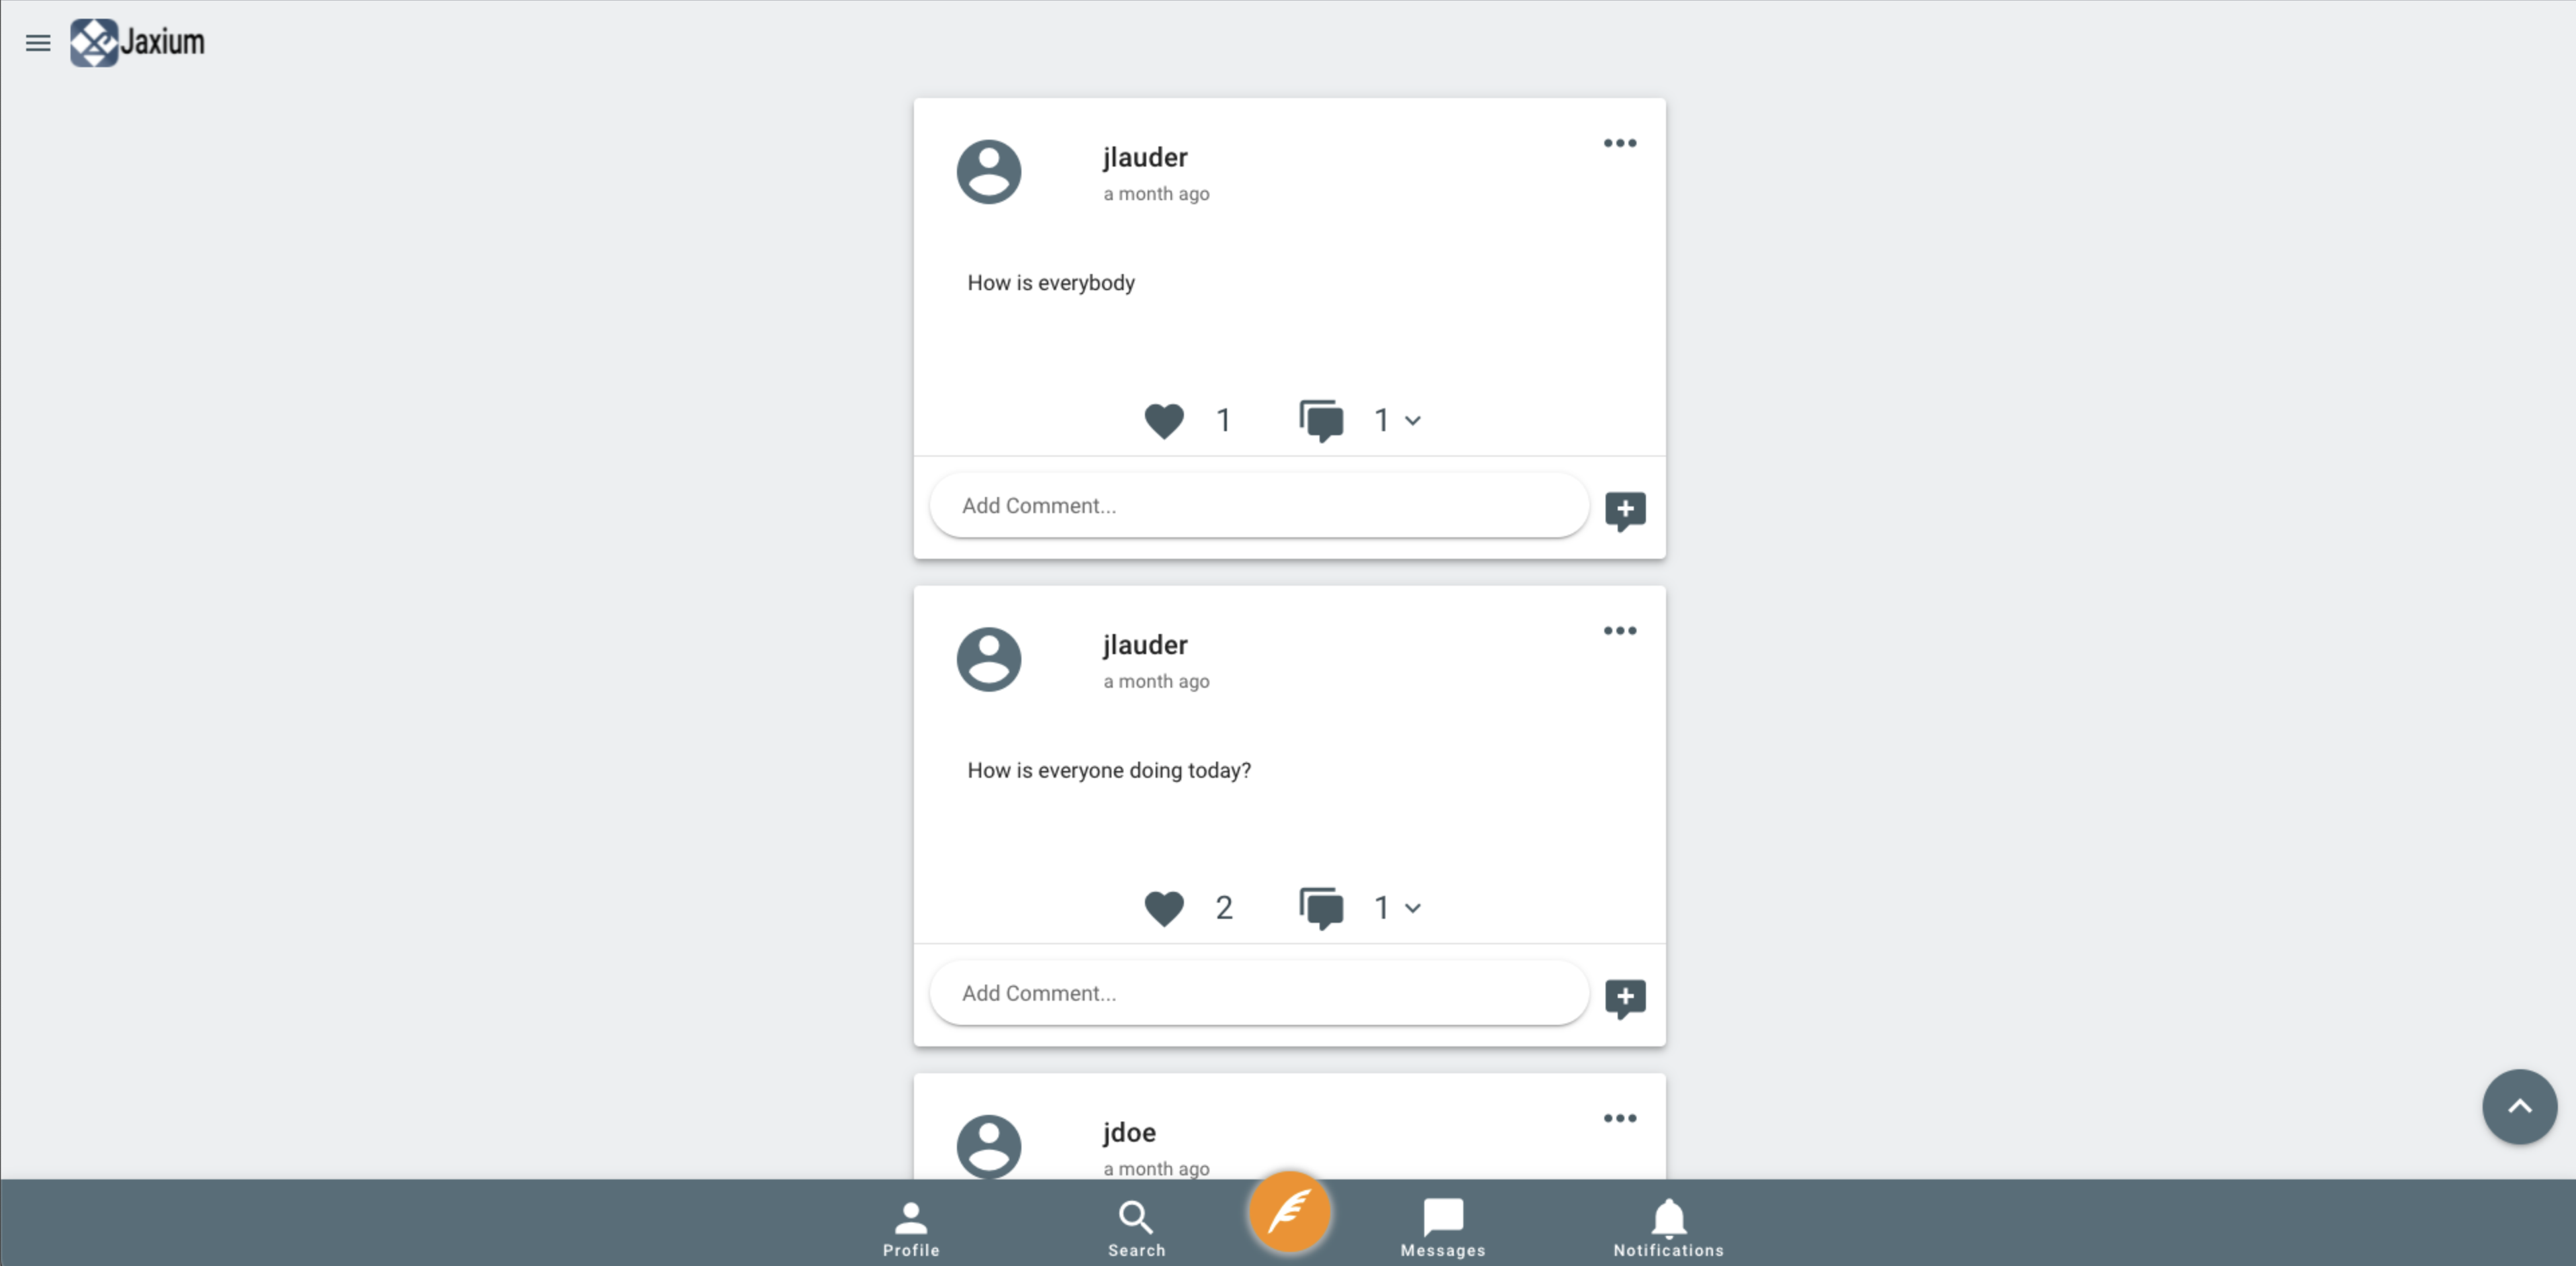 Jaxium
jlauder
a month ago
How is everybody
1
1
Add Comment...
jlauder
a month ago
How is everyone doing today?
2
1
Add Comment...
jdoe
a month ago
Profile
Search
Messages
Notifications